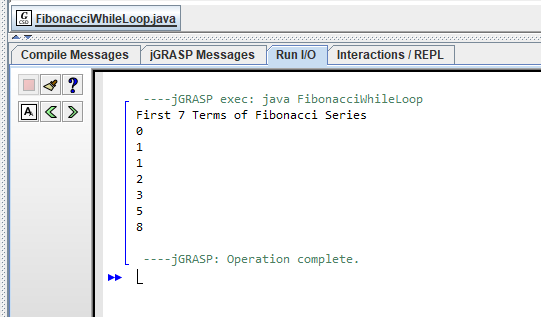 FibonacciWhileLoop.java
Compile Messages jGRASP Messages Run I/O Interactions / REPL
----jGRASP exec: java FibonacciWhileLoop
First 7 Terms of Fibonacci Series
0
1
1
2
3
5
8
----jGRASP: Operation complete.